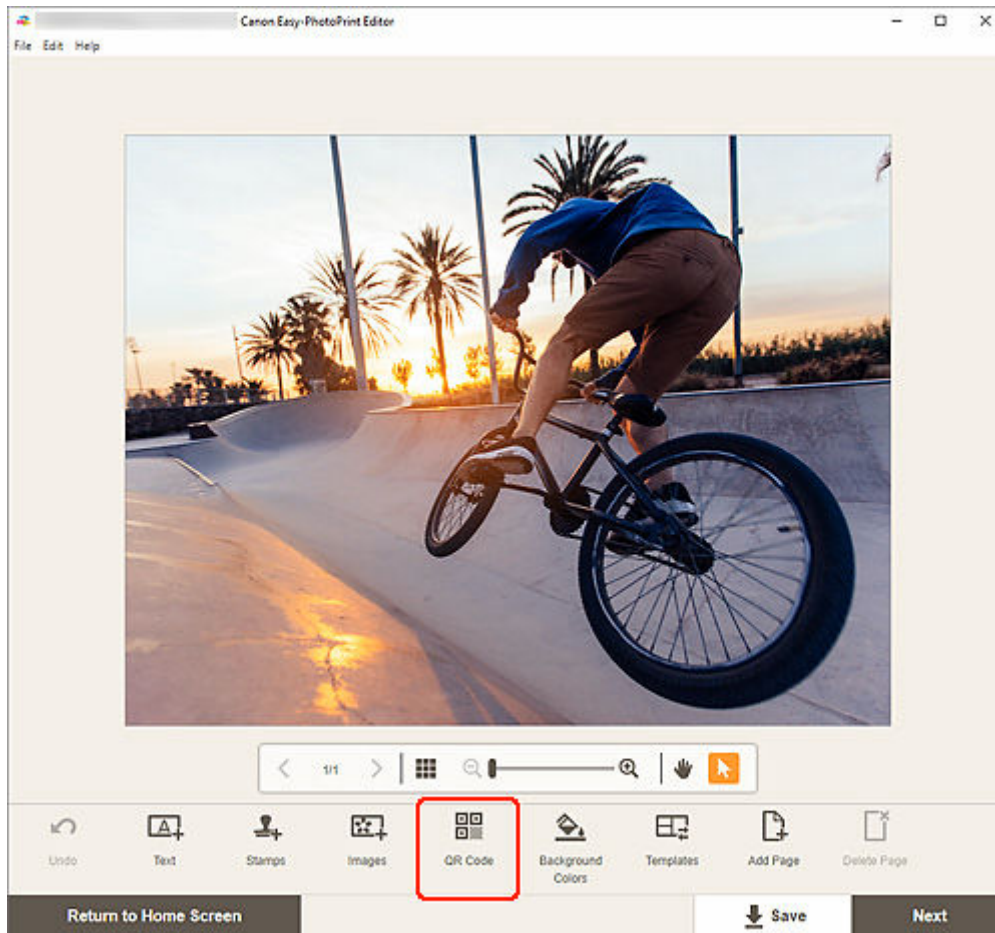 Canon Easy-PhotoPrint Editor
File Edit Help
1/1
Undo
Text
Stamps
Images
QR Code
Background
Colors
Templates
Add Page
Delete Page
Return to Home Screen
Save
Next